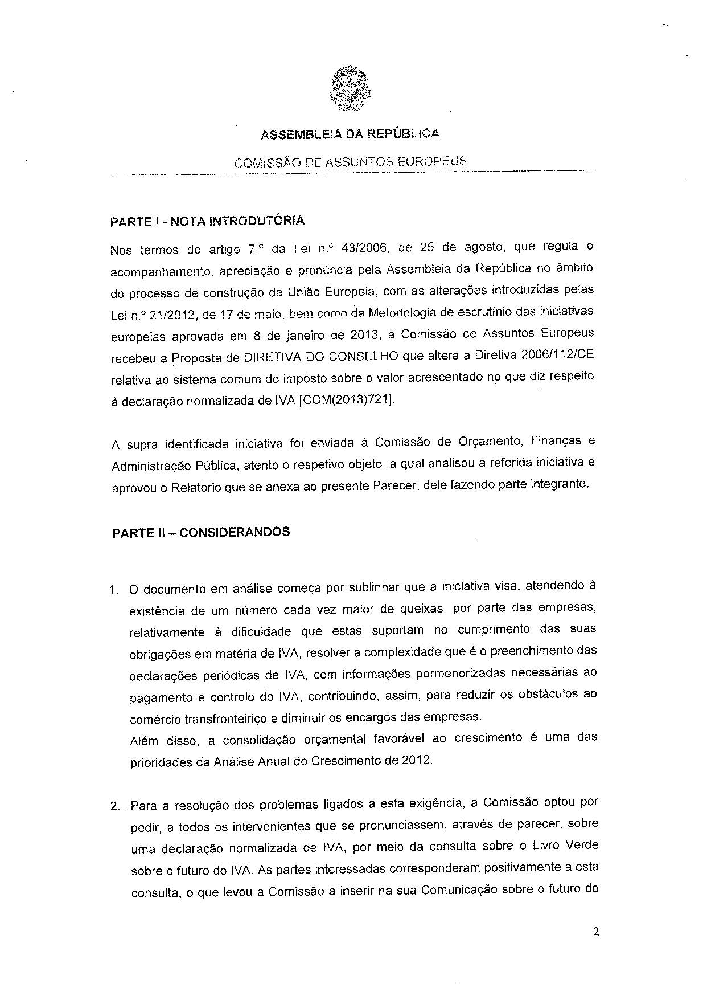 ASSEMBLEIA DA REPÚBLICA
COMISSÃO DE ASSUNTOS EUROPEUS
PARTE I - NOTA INTRODUTÓRIA
Nos termos do artigo 7.º da Lei n.º 43/2006, de 25 de agosto, que regula o
acompanhamento, apreciação e pronúncia pela Assembleia da República no âmbito
do processo de construção da União Europeia, com as alterações introduzidas pelas
Lei n.º 21/2012, de 17 de maio, bem como da Metodologia de escrutínio das iniciativas
europeias aprovada em 8 de janeiro de 2013, a Comissão de Assuntos Europeus
recebeu a Proposta de DIRETIVA DO CONSELHO que altera a Diretiva 2006/112/CE
relativa ao sistema comum do imposto sobre o valor acrescentado no que diz respeito
à declaração normalizada de IVA [COM(2013)721].
A supra identificada iniciativa foi enviada à Comissão de Orçamento, Finanças e
Administração Pública, atento o respetivo objeto, a qual analisou a referida iniciativa e
aprovou o Relatório que se anexa ao presente Parecer, dele fazendo parte integrante.
PARTE II – CONSIDERANDOS
1. O documento em análise começa por sublinhar que a iniciativa visa, atendendo à
existência de um número cada vez maior de queixas, por parte das empresas,
relativamente à dificuldade que estas suportam no cumprimento das suas
obrigações em matéria de IVA, resolver a complexidade que é o preenchimento das
declarações periódicas de IVA, com informações pormenorizadas necessárias ao
pagamento e controlo do IVA, contribuindo, assim, para reduzir os obstáculos ao
comércio transfronteiriço e diminuir os encargos das empresas.
Além disso, a consolidação orçamental favorável ao crescimento é uma das
prioridades da Análise Anual do Crescimento de 2012.
2. Para a resolução dos problemas ligados a esta exigência, a Comissão optou por
pedir, a todos os intervenientes que se pronunciassem, através de parecer, sobre
uma declaração normalizada de IVA, por meio da consulta sobre o Livro Verde
sobre o futuro do IVA. As partes interessadas corresponderam positivamente a esta
consulta, o que levou a Comissão a inserir na sua Comunicação sobre o futuro do
2